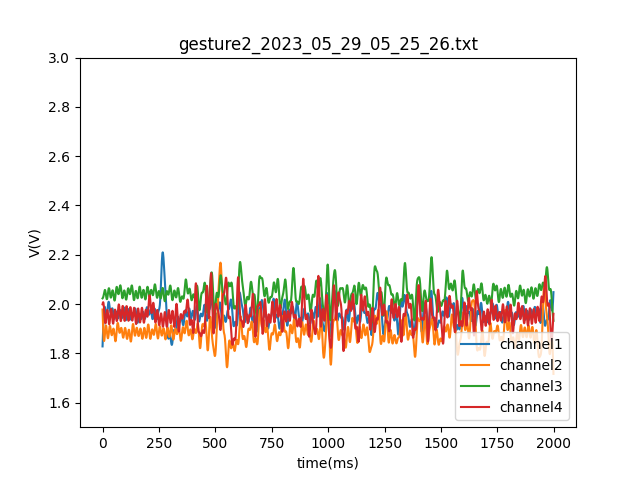 gesture2_2023_05_29_05_25_26.txt
3.0
2.8
2.6
2.4
2.2
2.0
1.8
1.6
V(V)
channel1
channel2
channel3
channel4
0 250 500 750 1000 1250 1500 1750 2000
time(ms)